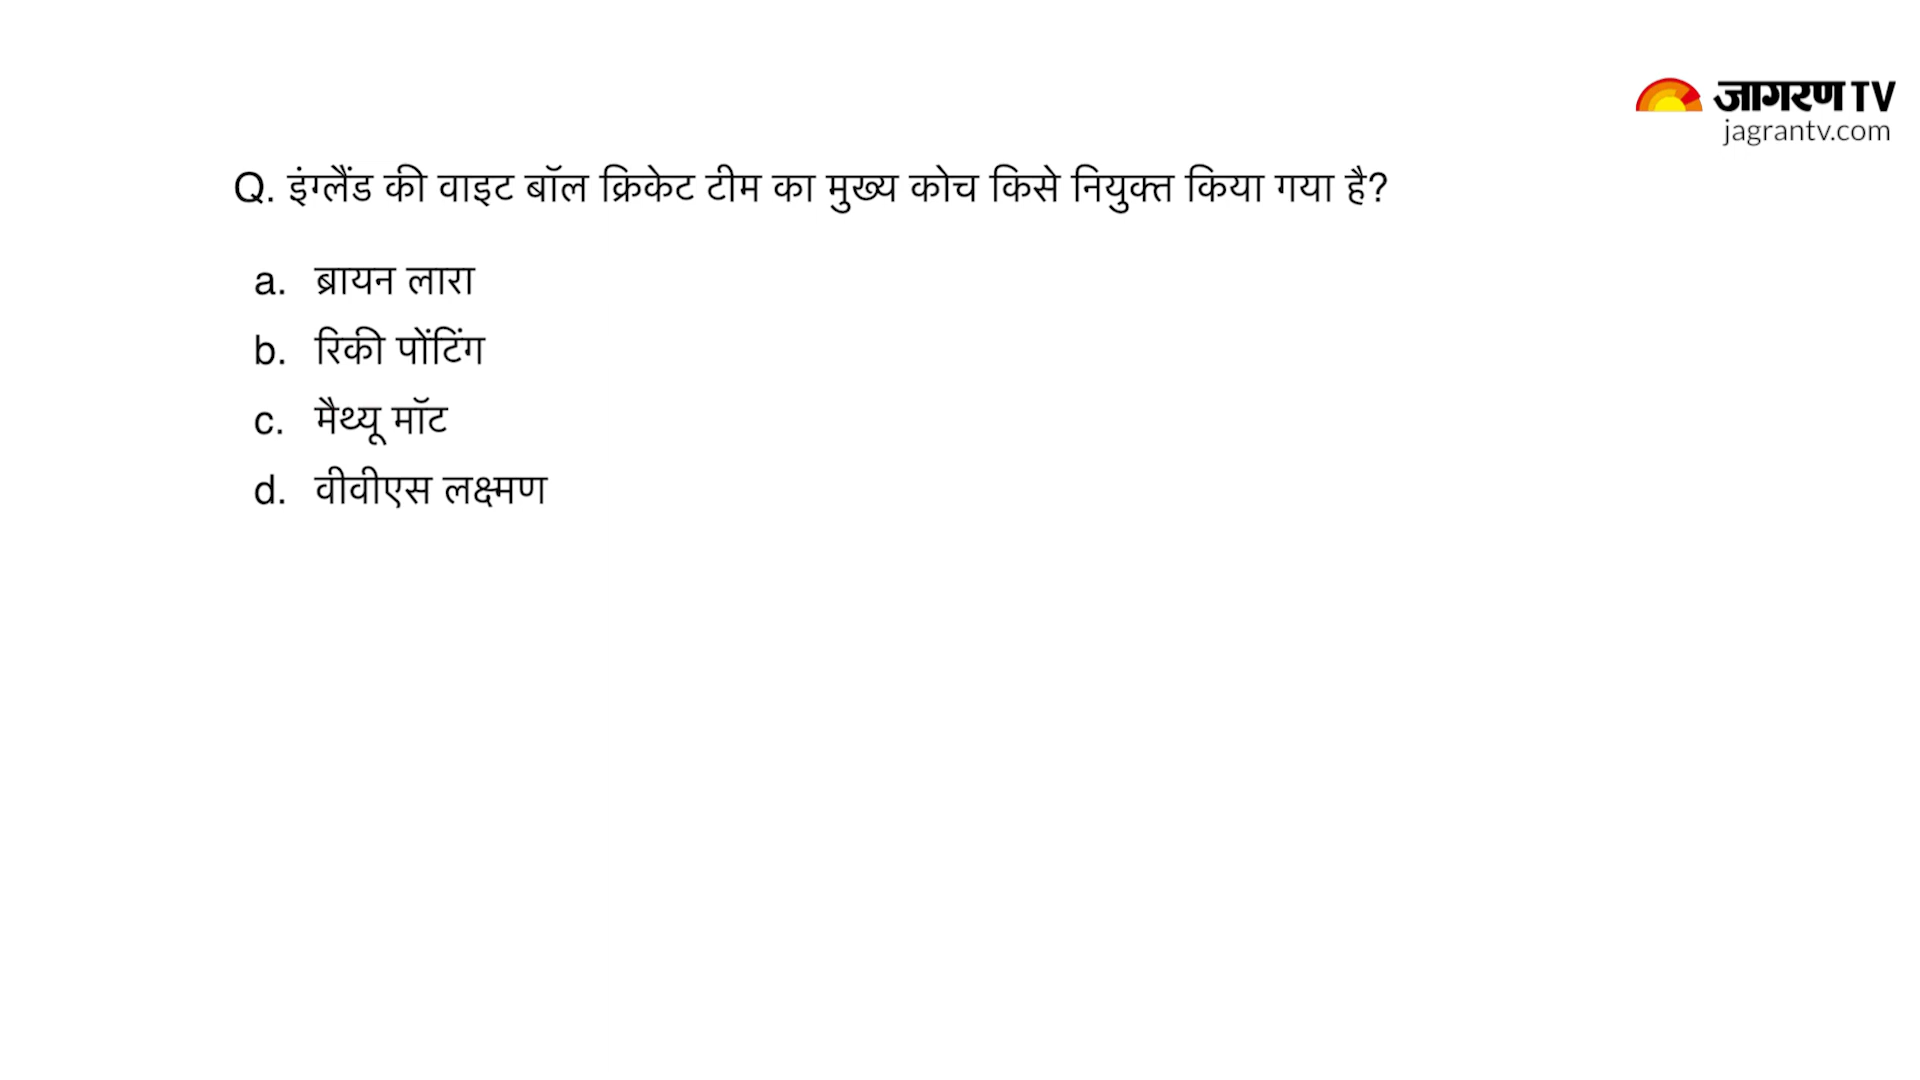 जागरण TV
jagrantv.com
Q. इंग्लैंड की वाइट बॉल क्रिकेट टीम का मुख्य कोच किसे नियुक्त किया गया है?
a. ब्रायन लारा
b. रिकी पोंटिंग
c. मैथ्यू मॉट
d. वीवीएस लक्ष्मण